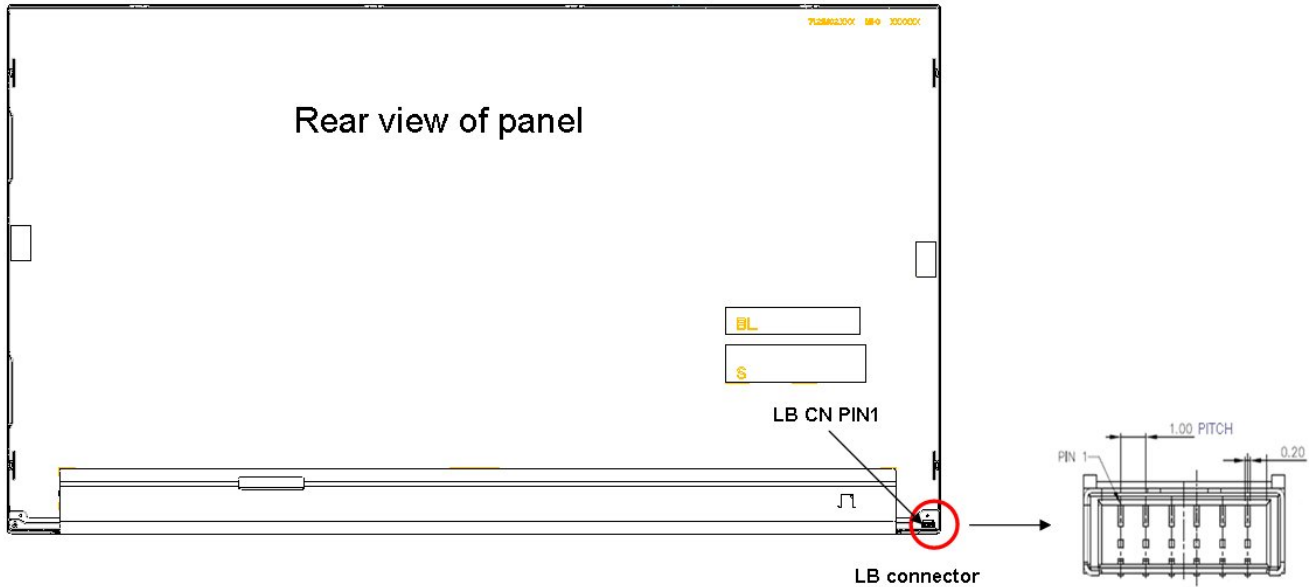 Rear view of panel
BL
S
LB CN PIN1
1.00 PITCH
PIN 1
0.20
LB connector